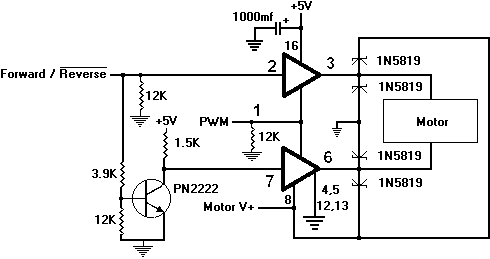 +5V
1000mf
+
16
1N5819
2
3
Forward / Reverse
1N5819
12K
+5V
PWM
1
Motor
1.5K
12K
6
1N5819
3.9K
7
PN2222
4,5
1N5819
8
12,13
12K
Motor V+